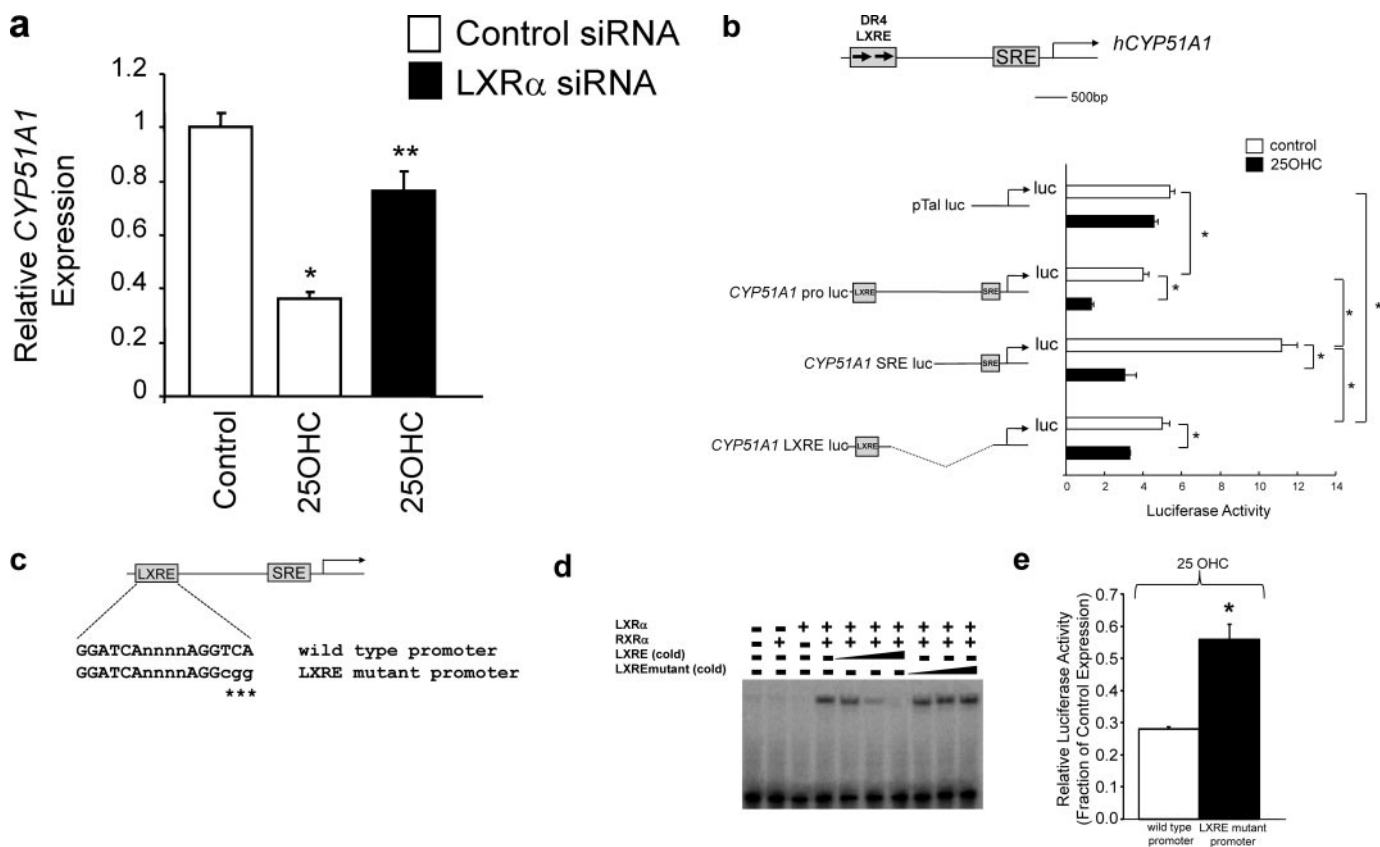 a
Control siRNA
LXRα siRNA
Relative CYP51A1
Expression
1.2
1
0.8
0.6
0.4
0.2
0
*
**
Control
25OHC
25OHC
b
DR4
LXRE
SRE
hCYP51A1
500bp
control
25OHC
pTal luc
luc
CYP51A1 pro luc
LXRE
SRE
luc
CYP51A1 SRE luc
SRE
luc
CYP51A1 LXRE luc
LXRE
luc
*
*
*
*
*
*
*
0 2 4 6 8 10 12 14
Luciferase Activity
c
LXRE
SRE
GGATCAnnnnAGGTCA wild type promoter
GGATCAnnnnAGGcgg LXRE mutant promoter
***
d
LXRα - - + + + + + + + +
RXRα - + - + + + + + + +
LXRE (cold) - - - - - - -
LXREmutant (cold) - - - - - - -
e
25 OHC
Relative Luciferase Activity
(Fraction of Control Expression)
0.7
0.6
0.5
0.4
0.3
0.2
0.1
0.0
*
wild type
promoter
LXRE mutant
promoter